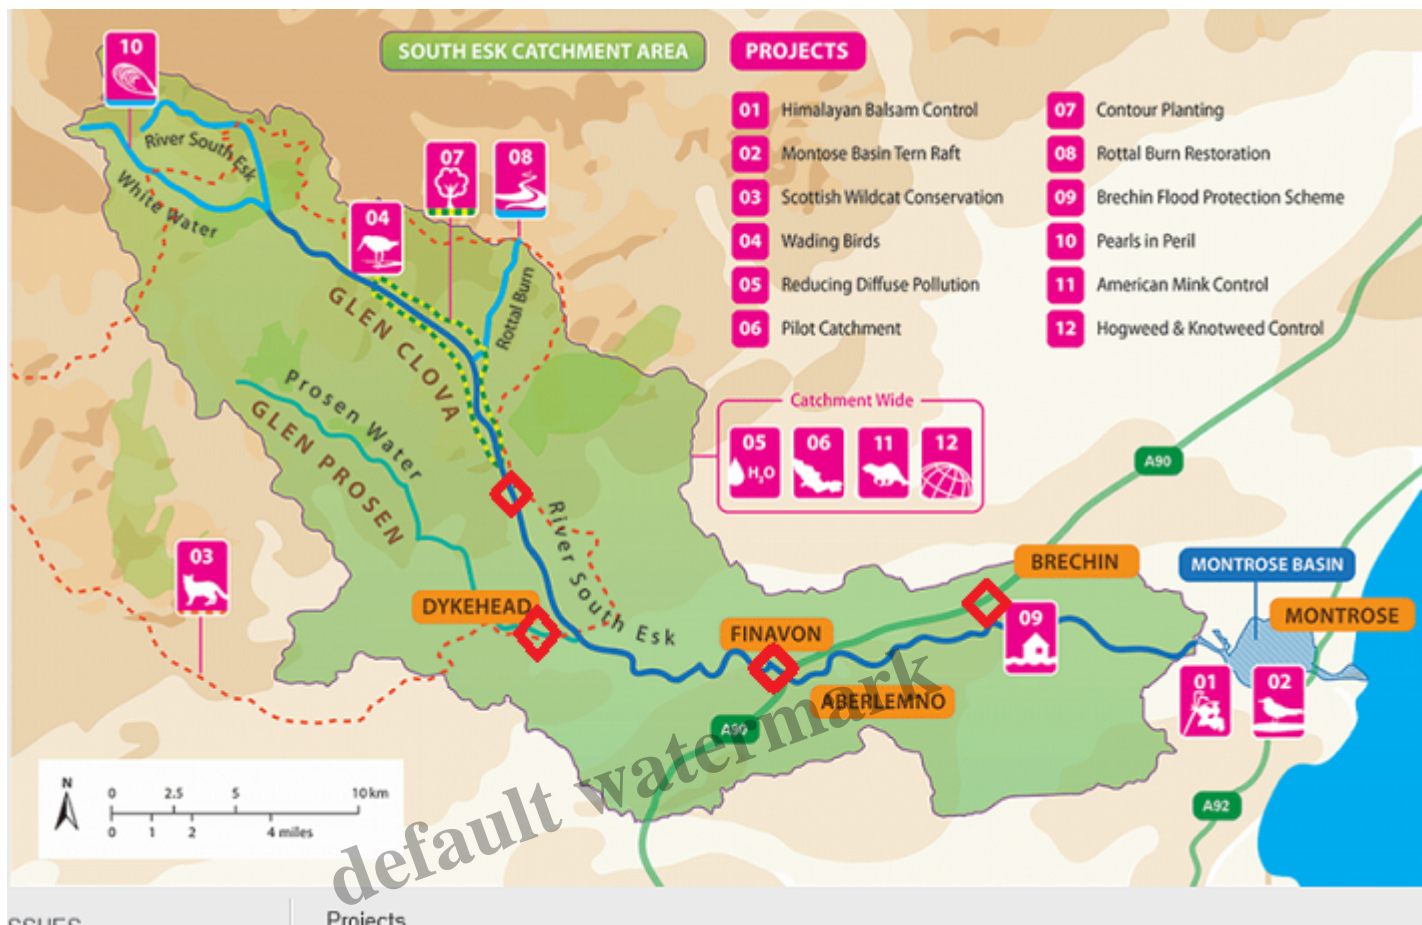 10
SOUTH ESK CATCHMENT AREA
PROJECTS
01 Himalayan Balsam Control
02 Montose Basin Tern Raft
03 Scottish Wildcat Conservation
04 Wading Birds
05 Reducing Diffuse Pollution
06 Pilot Catchment
07 Contour Planting
08 Rottal Burn Restoration
09 Brechin Flood Protection Scheme
10 Pearls in Peril
11 American Mink Control
12 Hogweed & Knotweed Control
River South Esk
White Water
07
08
04
GLEN CLOVA
Rottal Burn
Prosen Water
GLEN PROSEN
Catchment Wide
05 06 11 12
H2O
A90
River South Esk
03
BRECHIN
MONTROSE BASIN
DYKEHEAD
MONTROSE
FINAVON
09
ABERLEMNO
01
02
A90
A92
N
0 2.5 5 10 km
0 1 2 4 miles
default watermark
ISSUES
Projects